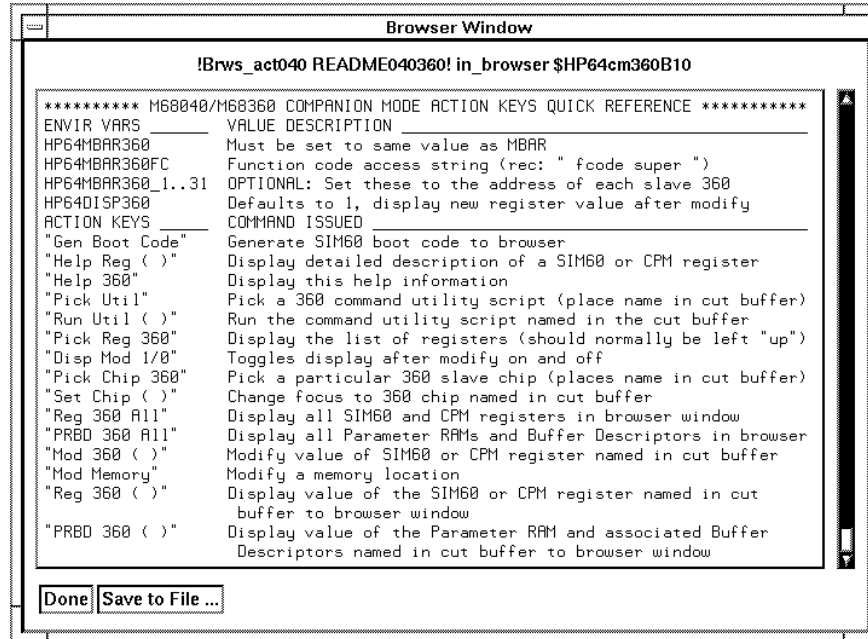 Browser Window
!Brws_act040 README040360! in_browser $HP64cm360B10
********** M68040/M68360 COMPANION MODE ACTION KEYS QUICK REFERENCE ***********
ENVIR VARS ______ VALUE DESCRIPTION ____________________________________________
HP64MBAR360 Must be set to same value as MBAR
HP64MBAR360FC Function code access string (rec: " fcode super ")
HP64MBAR360_1..31 OPTIONAL: Set these to the address of each slave 360
HP64DISP360 Defaults to 1, display new register value after modify
ACTION KEYS _____ COMMAND ISSUED _______________________________________________
"Gen Boot Code" Generate SIM60 boot code to browser
"Help Reg ( )" Display detailed description of a SIM60 or CPM register
"Help 360" Display this help information
"Pick Util" Pick a 360 command utility script (place name in cut buffer)
"Run Util ( )" Run the command utility script named in the cut buffer
"Pick Reg 360" Display the list of registers (should normally be left "up")
"Disp Mod 1/0" Toggles display after modify on and off
"Pick Chip 360" Pick a particular 360 slave chip (places name in cut buffer)
"Set Chip ( )" Change focus to 360 chip named in cut buffer
"Reg 360 All" Display all SIM60 and CPM registers in browser window
"PRBD 360 All" Display all Parameter RAMs and Buffer Descriptors in browser
"Mod 360 ( )" Modify value of SIM60 or CPM register named in cut buffer
"Mod Memory" Modify a memory location
"Reg 360 ( )" Display value of the SIM60 or CPM register named in cut
buffer to browser window
"PRBD 360 ( )" Display value of the Parameter RAM and associated Buffer
Descriptors named in cut buffer to browser window
Done Save to File ...